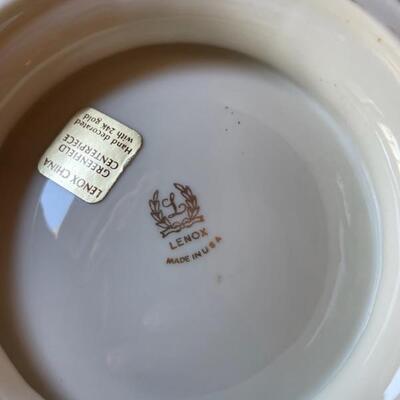 LENOX CHINA
GREENFIELD
CENTERPIECE
Hand decorated
with 24k gold
L
LENOX
MADE IN USA